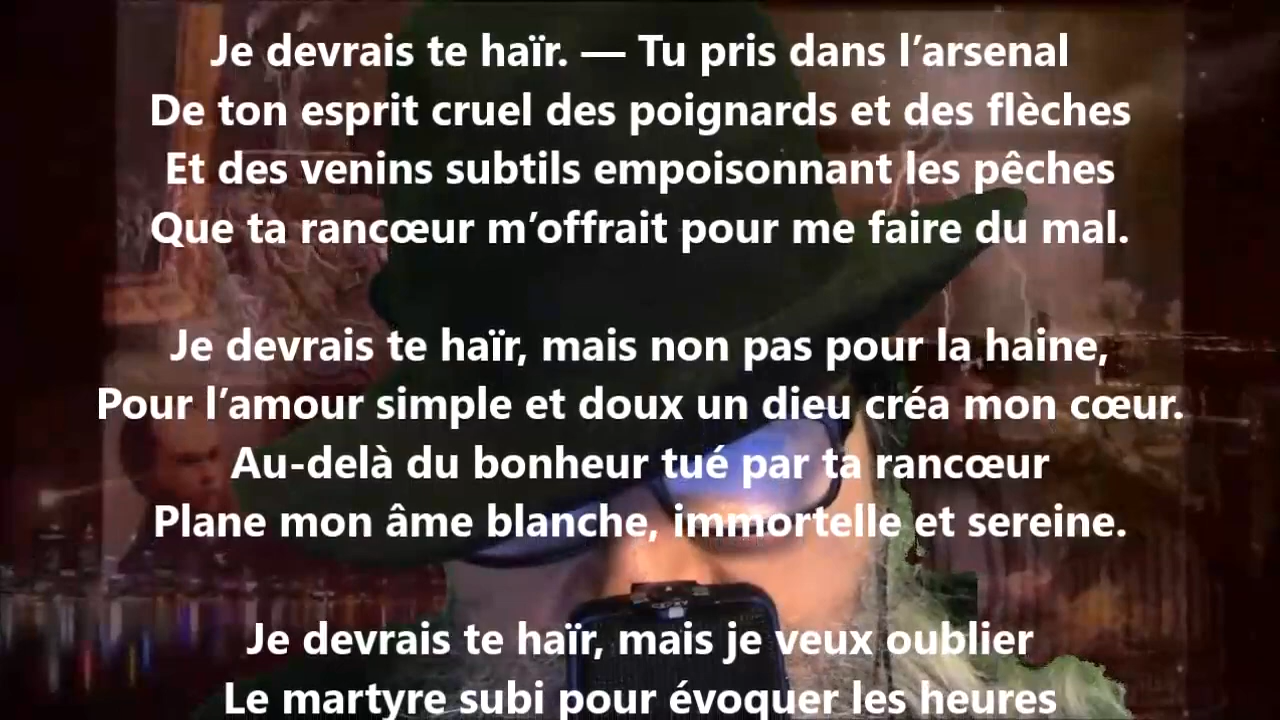 Je devrais te haïr. — Tu pris dans l’arsenal
De ton esprit cruel des poignards et des flèches
Et des venins subtils empoisonnant les pêches
Que ta rancœur m’offrait pour me faire du mal.
Je devrais te haïr, mais non pas pour la haine,
Pour l’amour simple et doux un dieu créa mon cœur.
Au-delà du bonheur tué par ta rancœur
Plane mon âme blanche, immortelle et sereine.
Je devrais te haïr, mais je veux oublier
Le martyre subi pour évoquer les heures